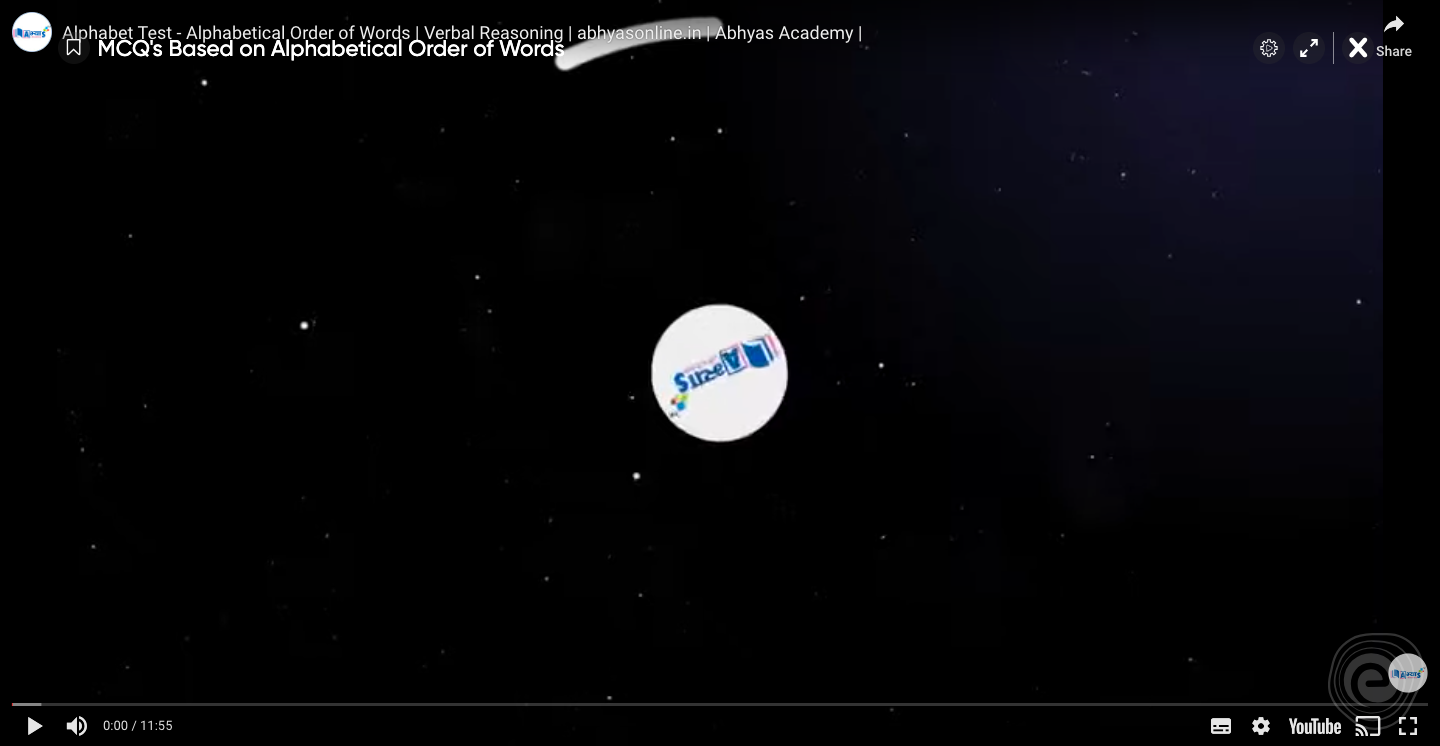 Alphabet Test - Alphabetical Order of Words | Verbal Reasoning | abhyasonline.in | Abhyas Academy |
MCQ's Based on Alphabetical Order of Words
Share
0:00 / 11:55
YouTube